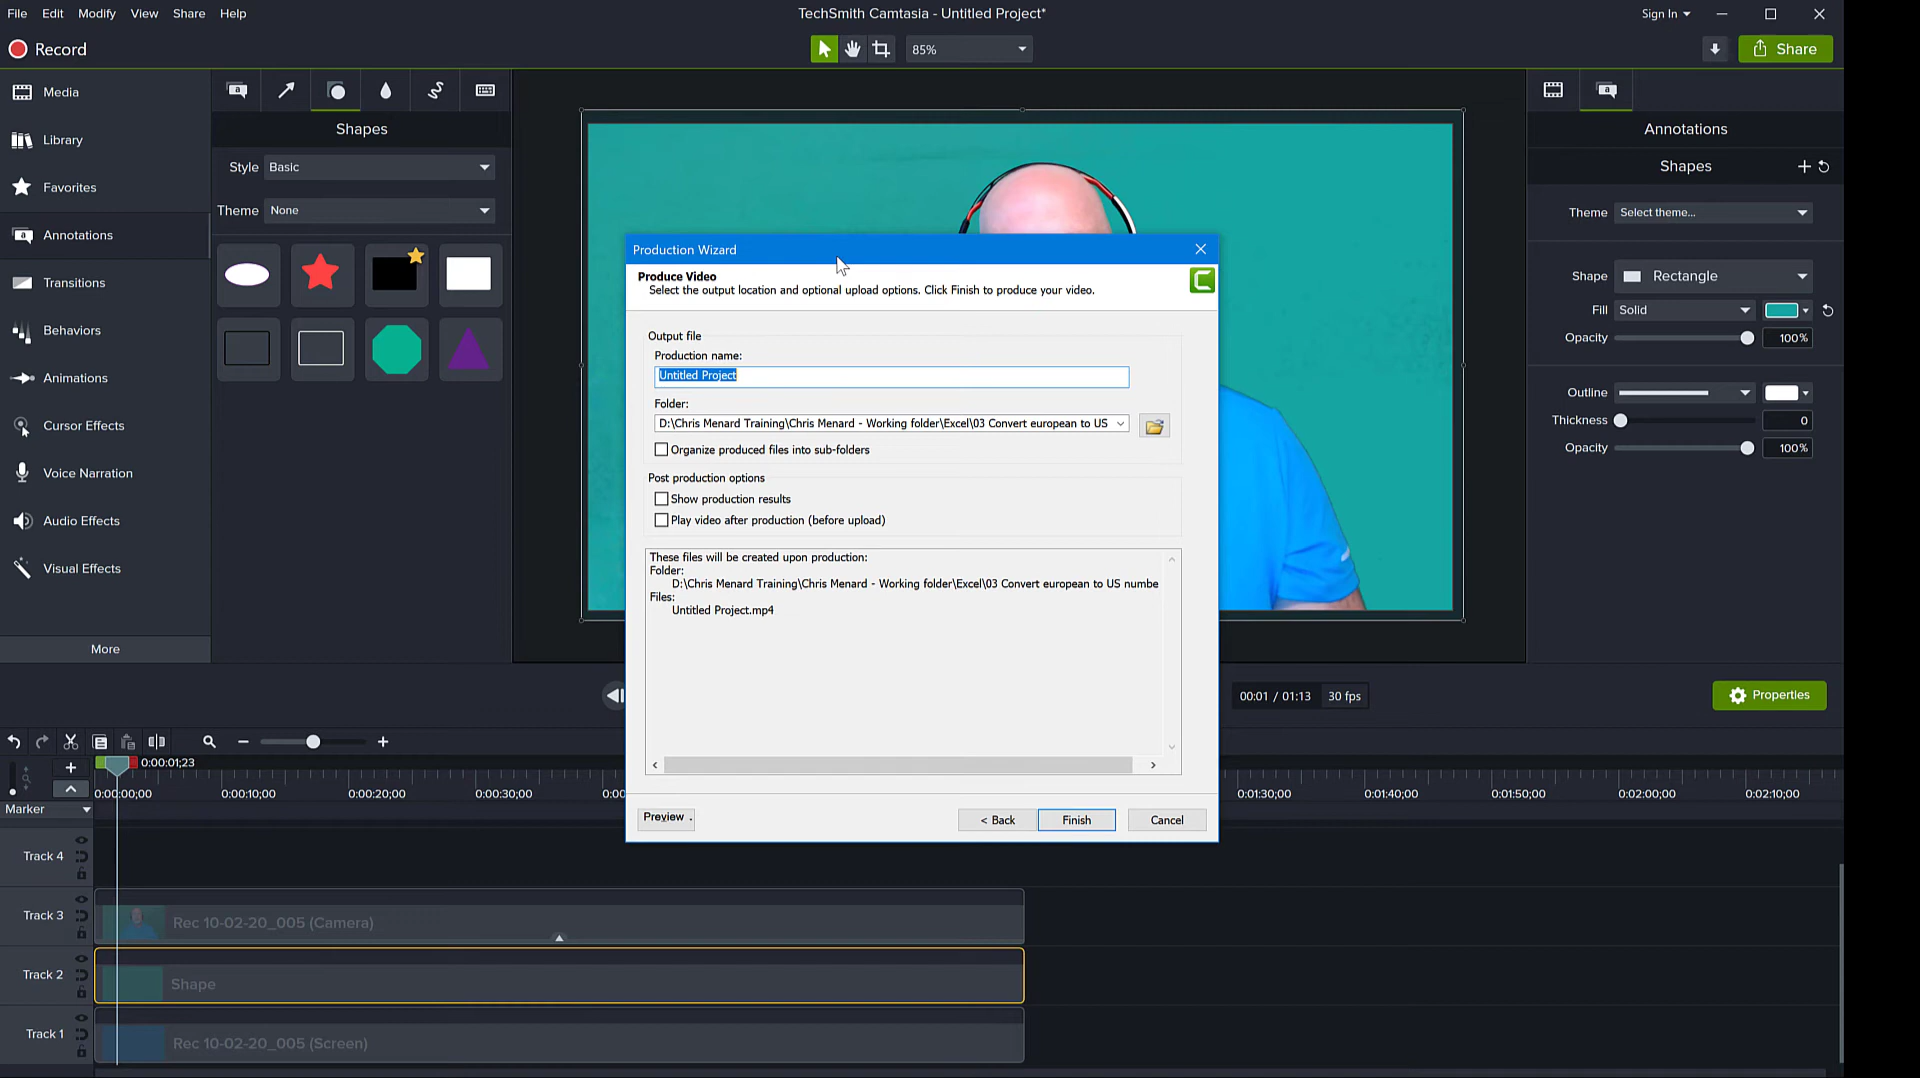 File Edit Modify View Share Help
TechSmith Camtasia - Untitled Project*
Sign In
Record
85%
Share
Media
Library
Favorites
Annotations
Transitions
Behaviors
Animations
Cursor Effects
Voice Narration
Audio Effects
Visual Effects
More
a
Shapes
Style Basic
Theme None
Production Wizard
Produce Video
Select the output location and optional upload options. Click Finish to produce your video.
Output file
Production name:
Untitled Project
Folder:
D:\Chris Menard Training\Chris Menard - Working folder\Excel\03 Convert european to US
Organize produced files into sub-folders
Post production options
Show production results
Play video after production (before upload)
These files will be created upon production:
Folder:
D:\Chris Menard Training\Chris Menard - Working folder\Excel\03 Convert european to US numbe
Files:
Untitled Project.mp4
Preview
< Back
Finish
Cancel
a
Annotations
Shapes
Theme Select theme...
Shape Rectangle
Fill Solid
Opacity 100%
Outline
Thickness 0
Opacity 100%
00:01 / 01:13 30 fps
Properties
0:00:01;23
0:00:00;00 0:00:10;00 0:00:20;00 0:00:30;00 0:01:30;00 0:01:40;00 0:01:50;00 0:02:00;00 0:02:10;00
Marker
Track 4
Track 3
Rec 10-02-20_005 (Camera)
Track 2
Shape
Track 1
Rec 10-02-20_005 (Screen)